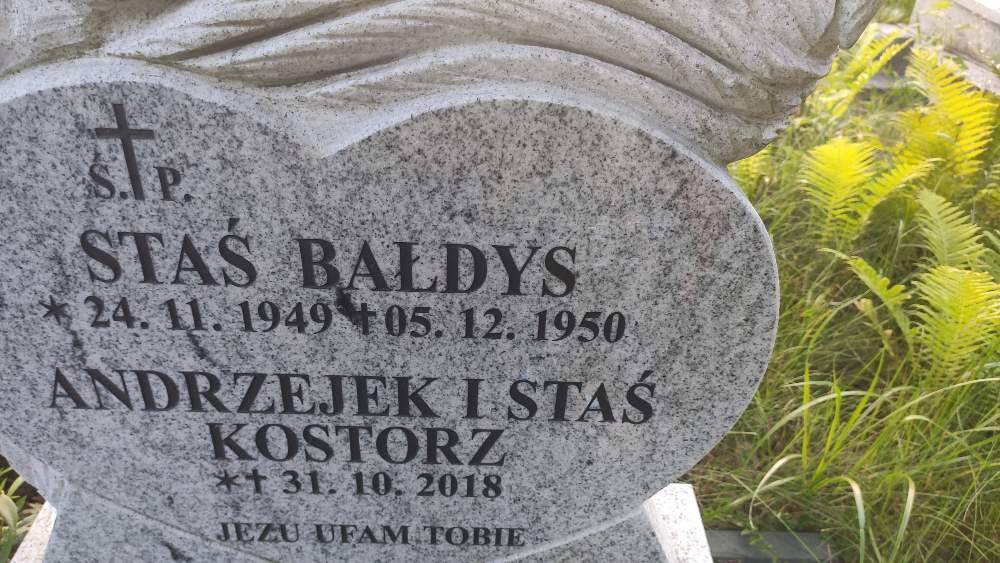 Ś. P.
STAŚ BAŁDYS
* 24. 11. 1949 † 05. 12. 1950
ANDRZEJEK I STAŚ
KOSTORZ
*† 31. 10. 2018
JEZU UFAM TOBIE